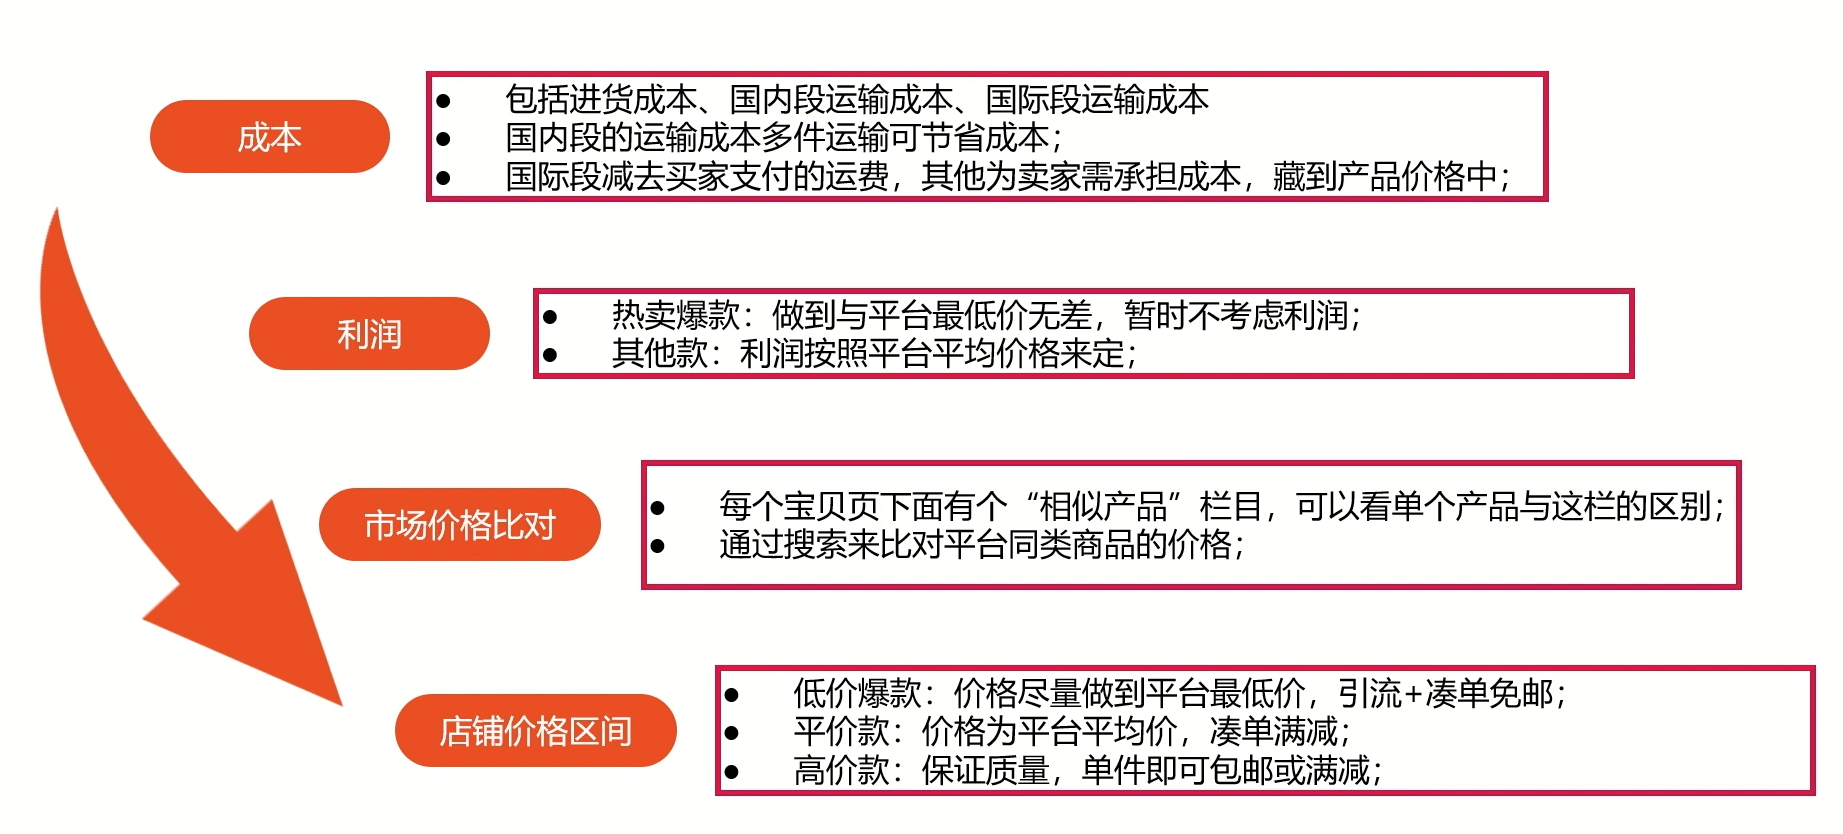 成本
● 包括进货成本、国内段运输成本、国际段运输成本
● 国内段的运输成本多件运输可节省成本；
● 国际段减去买家支付的运费，其他为卖家需承担成本，藏到产品价格中；
利润
● 热卖爆款：做到与平台最低价无差，暂时不考虑利润；
● 其他款：利润按照平台平均价格来定；
市场价格比对
● 每个宝贝页下面有个“相似产品”栏目，可以看单个产品与这栏的区别；
● 通过搜索来比对平台同类商品的价格；
店铺价格区间
● 低价爆款：价格尽量做到平台最低价，引流+凑单免邮；
● 平价款：价格为平台平均价，凑单满减；
● 高价款：保证质量，单件即可包邮或满减；